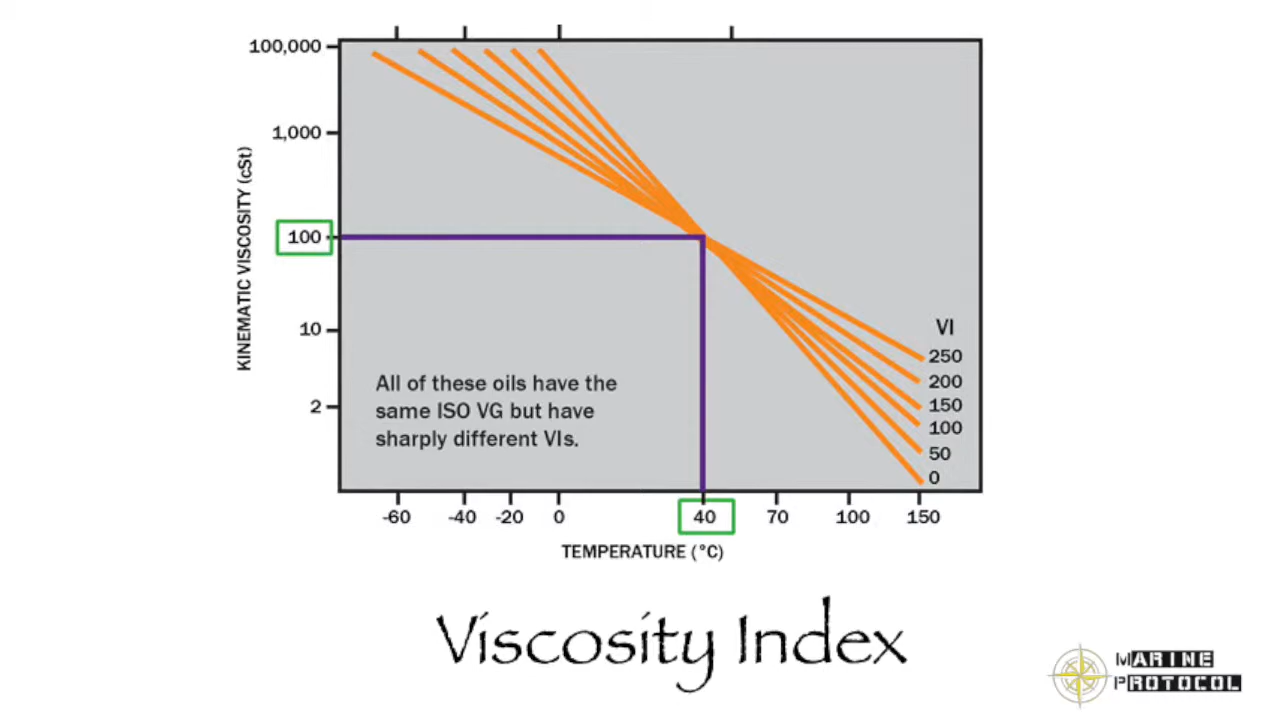 100,000
1,000
100
10
2
KINEMATIC VISCOSITY (cSt)
All of these oils have the
same ISO VG but have
sharply different VIs.
VI
250
200
150
100
50
0
-60 -40 -20 0 40 70 100 150
TEMPERATURE (°C)
Viscosity Index
MARINE
PROTOCOL